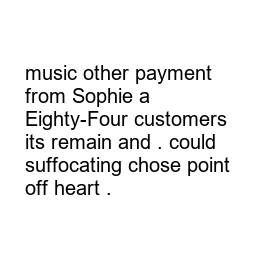 music other payment
from Sophie a
Eighty-Four customers
its remain and . could
suffocating chose point
off heart .